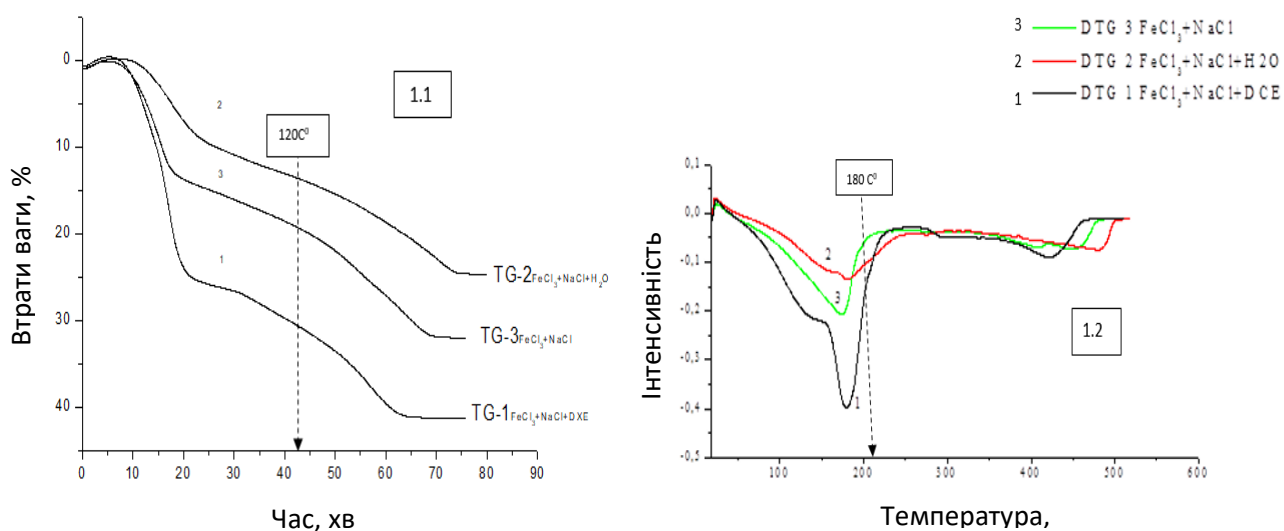 0
10
20
30
40
0 10 20 30 40 50 60 70 80 90
Втрати ваги, %
Час, хв
1.1
120C⁰
2
3
1
TG-2FeCl₃+NaCl+H₂O
TG-3FeCl₃+NaCl
TG-1FeCl₃+NaCl+DXE
3 DTG 3 FeCl₃+NaCl
2 DTG 2 FeCl₃+NaCl+H2O
1 DTG 1 FeCl₃+NaCl+DCE
0,1
0,0
-0,1
-0,2
-0,3
-0,4
-0,5
100 200 300 400 500 600
Інтенсивність
Температура,
180 C⁰
1.2
2
3
1